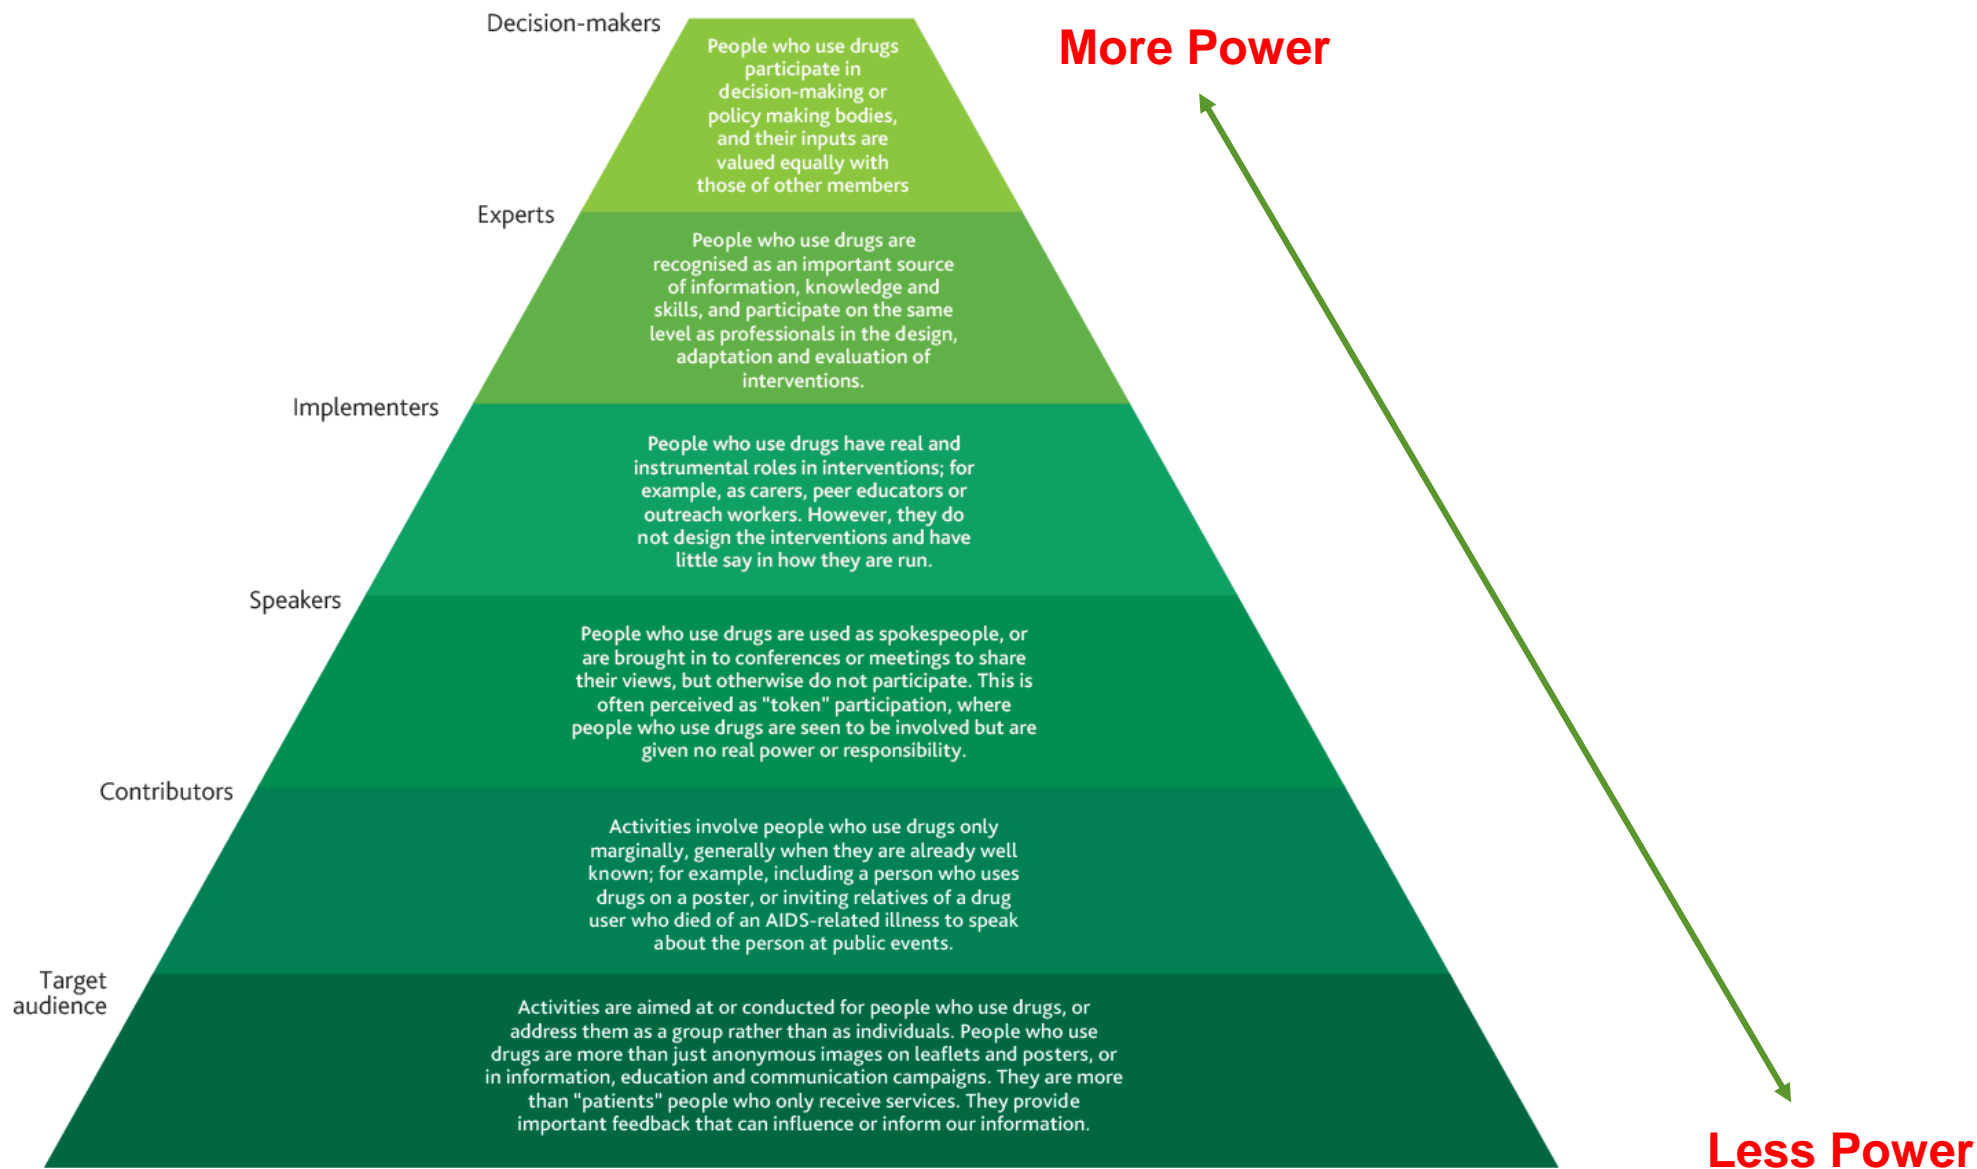 Decision-makers
More Power
People who use drugs
participate in
decision-making or
policy making bodies,
and their inputs are
valued equally with
those of other members
Experts
People who use drugs are
recognised as an important source
of information, knowledge and
skills, and participate on the same
level as professionals in the design,
adaptation and evaluation of
interventions.
Implementers
People who use drugs have real and
instrumental roles in interventions; for
example, as carers, peer educators or
outreach workers. However, they do
not design the interventions and have
little say in how they are run.
Speakers
People who use drugs are used as spokespeople, or
are brought in to conferences or meetings to share
their views, but otherwise do not participate. This is
often perceived as "token" participation, where
people who use drugs are seen to be involved but are
given no real power or responsibility.
Contributors
Activities involve people who use drugs only
marginally, generally when they are already well
known; for example, including a person who uses
drugs on a poster, or inviting relatives of a drug
user who died of an AIDS-related illness to speak
about the person at public events.
Target
audience
Activities are aimed at or conducted for people who use drugs, or
address them as a group rather than as individuals. People who use
drugs are more than just anonymous images on leaflets and posters, or
in information, education and communication campaigns. They are more
than "patients" people who only receive services. They provide
important feedback that can influence or inform our information.
Less Power